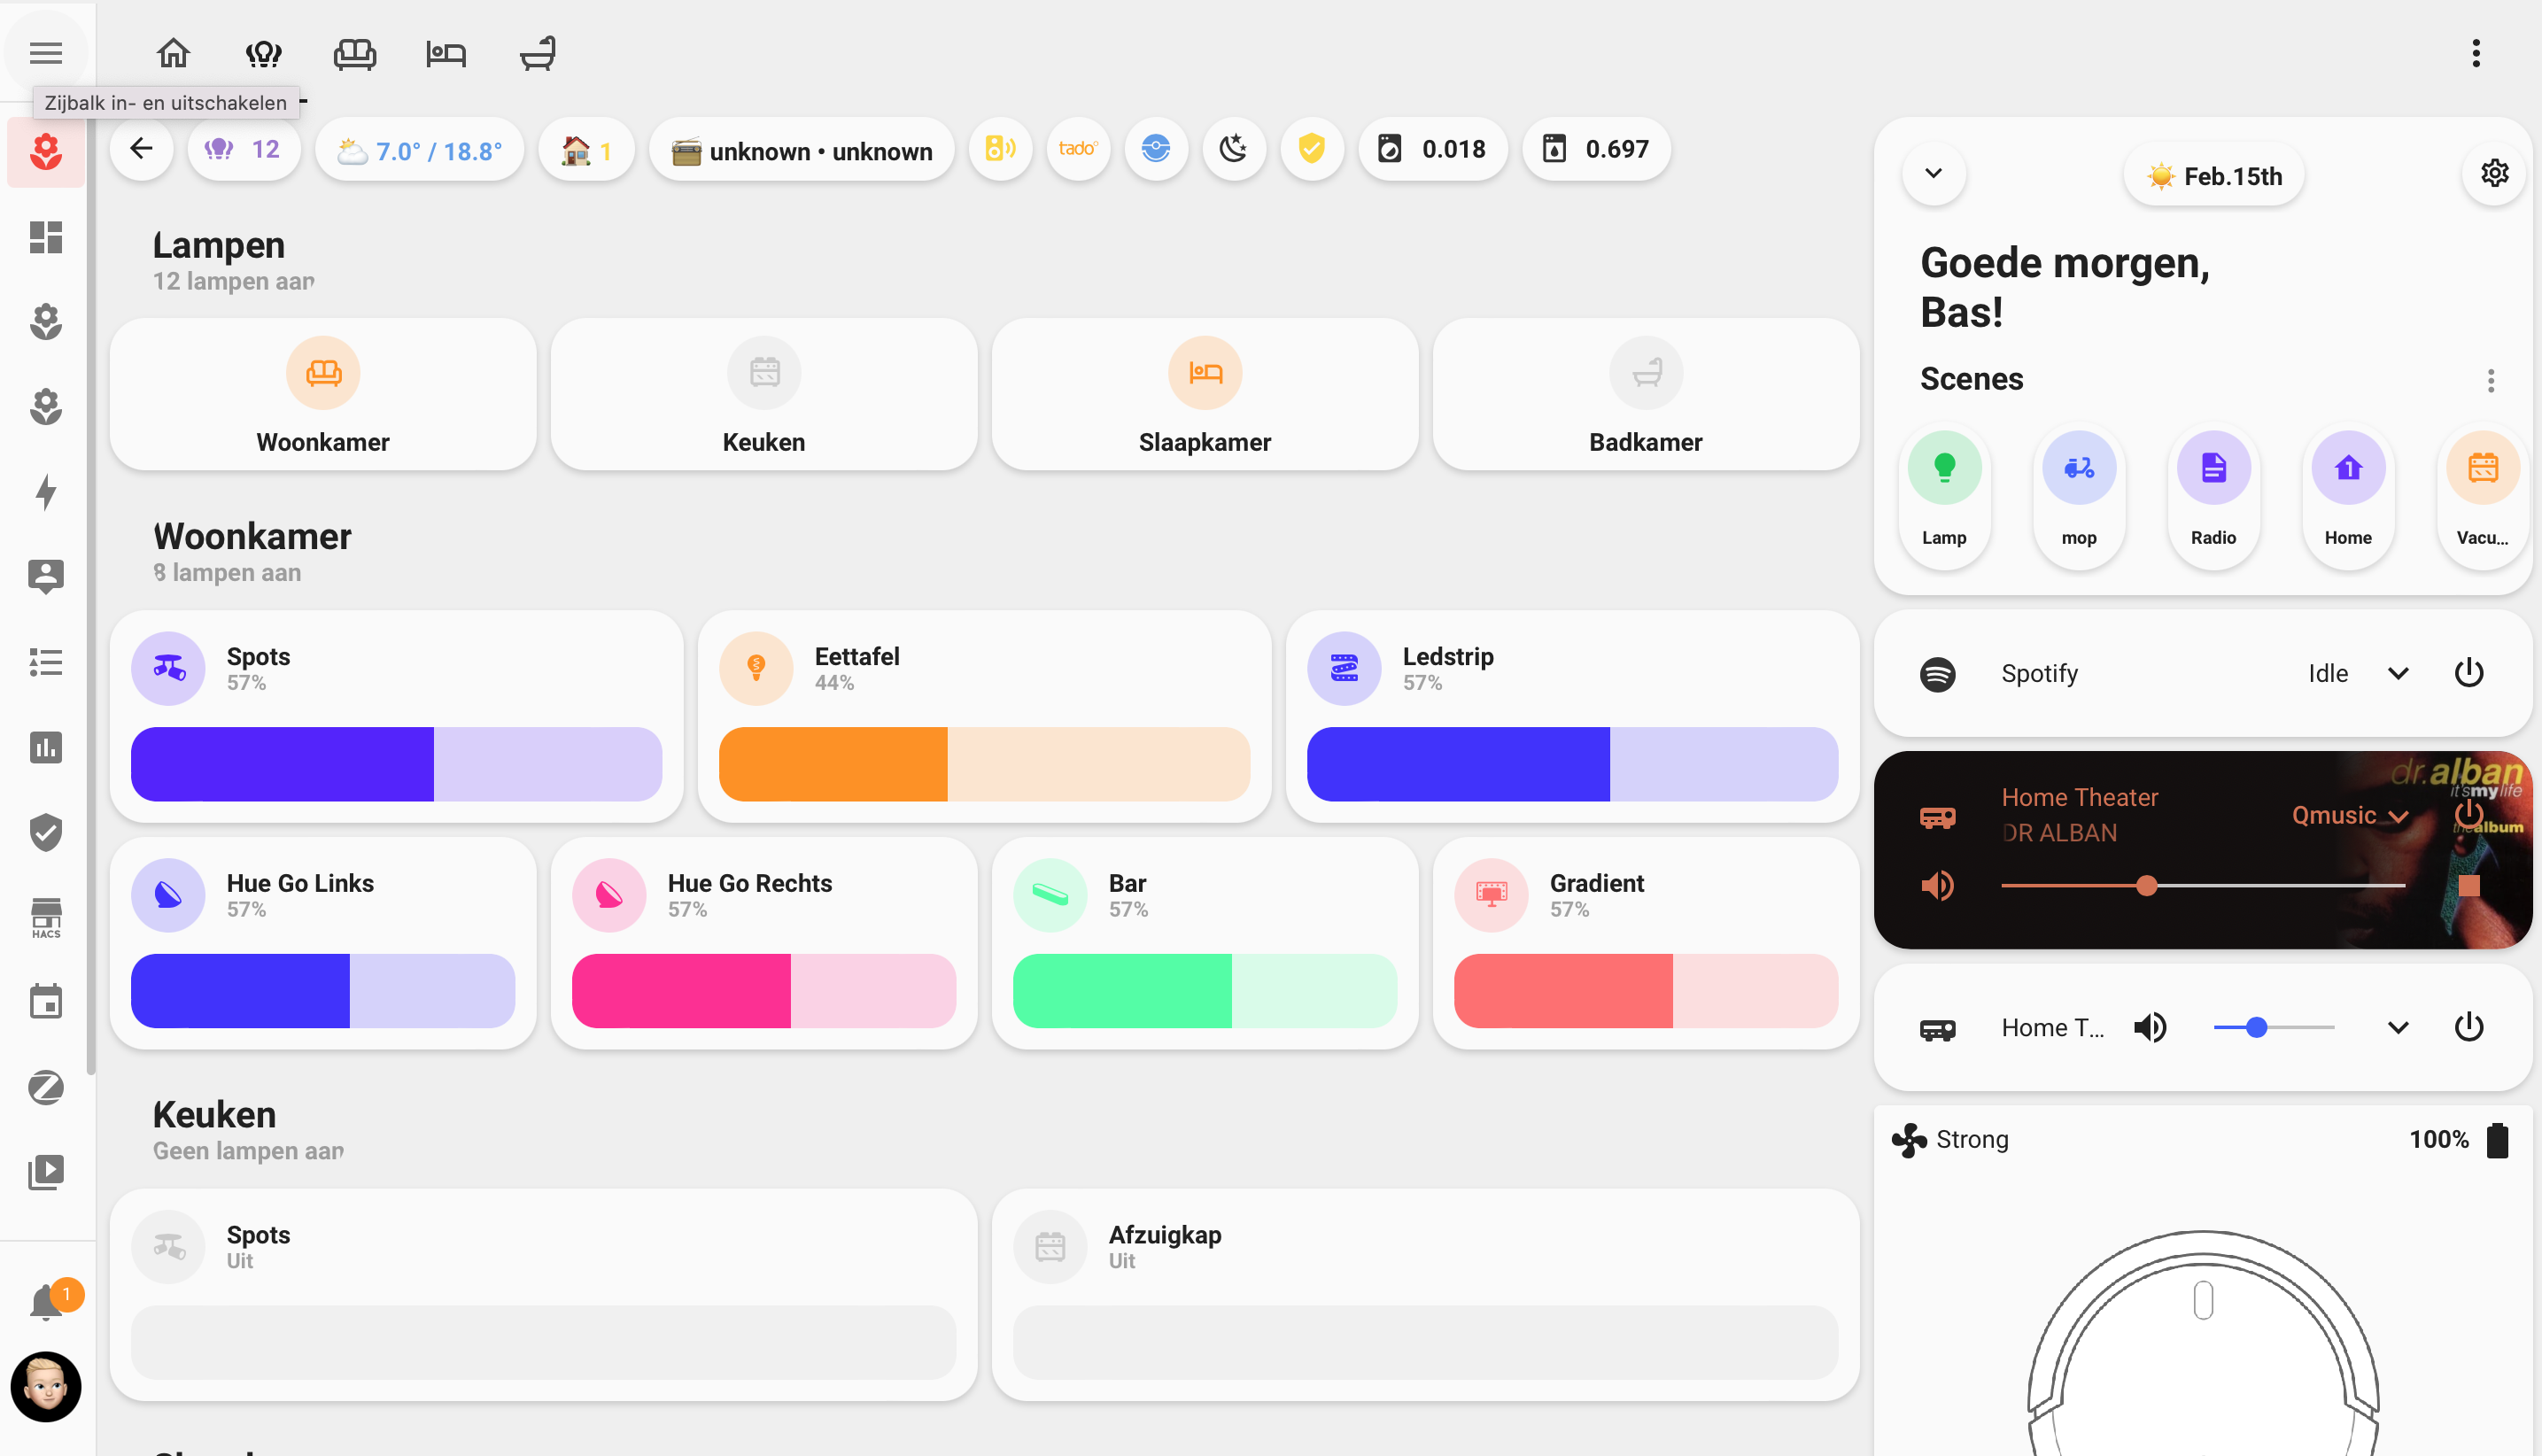 Zijbalk in- en uitschakelen
12
7.0° / 18.8°
1
unknown • unknown
tado°
0.018
0.697
Lampen
12 lampen aan
Woonkamer
Keuken
Slaapkamer
Badkamer
Woonkamer
8 lampen aan
Spots
57%
Eettafel
44%
Ledstrip
57%
Hue Go Links
57%
Hue Go Rechts
57%
Bar
57%
Gradient
57%
Keuken
Geen lampen aan
Spots
Uit
Afzuigkap
Uit
HACS
1
Feb.15th
Goede morgen,
Bas!
Scenes
1
Lamp
mop
Radio
Home
Vacu...
Spotify
Idle
dr.alban
it'smylife
thealbum
Home Theater
DR ALBAN
Qmusic
Home T...
Strong
100%